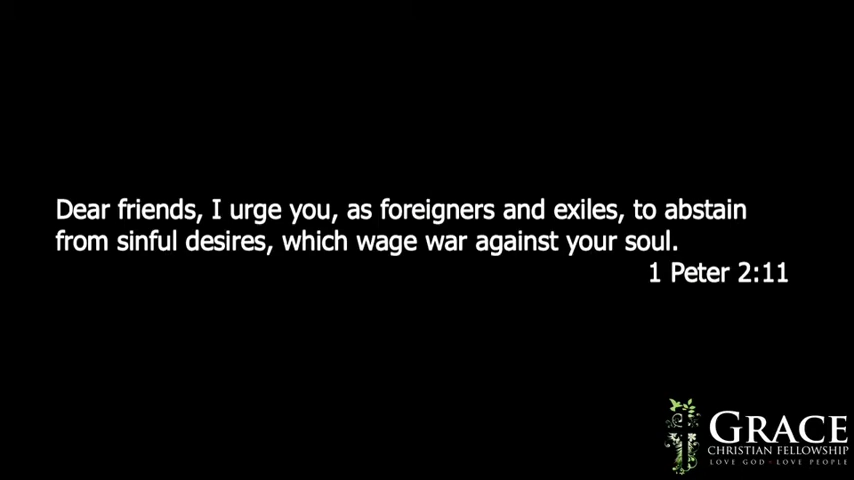 Dear friends, I urge you, as foreigners and exiles, to abstain
from sinful desires, which wage war against your soul.
1 Peter 2:11
GRACE
CHRISTIAN FELLOWSHIP
LOVE GOD · LOVE PEOPLE